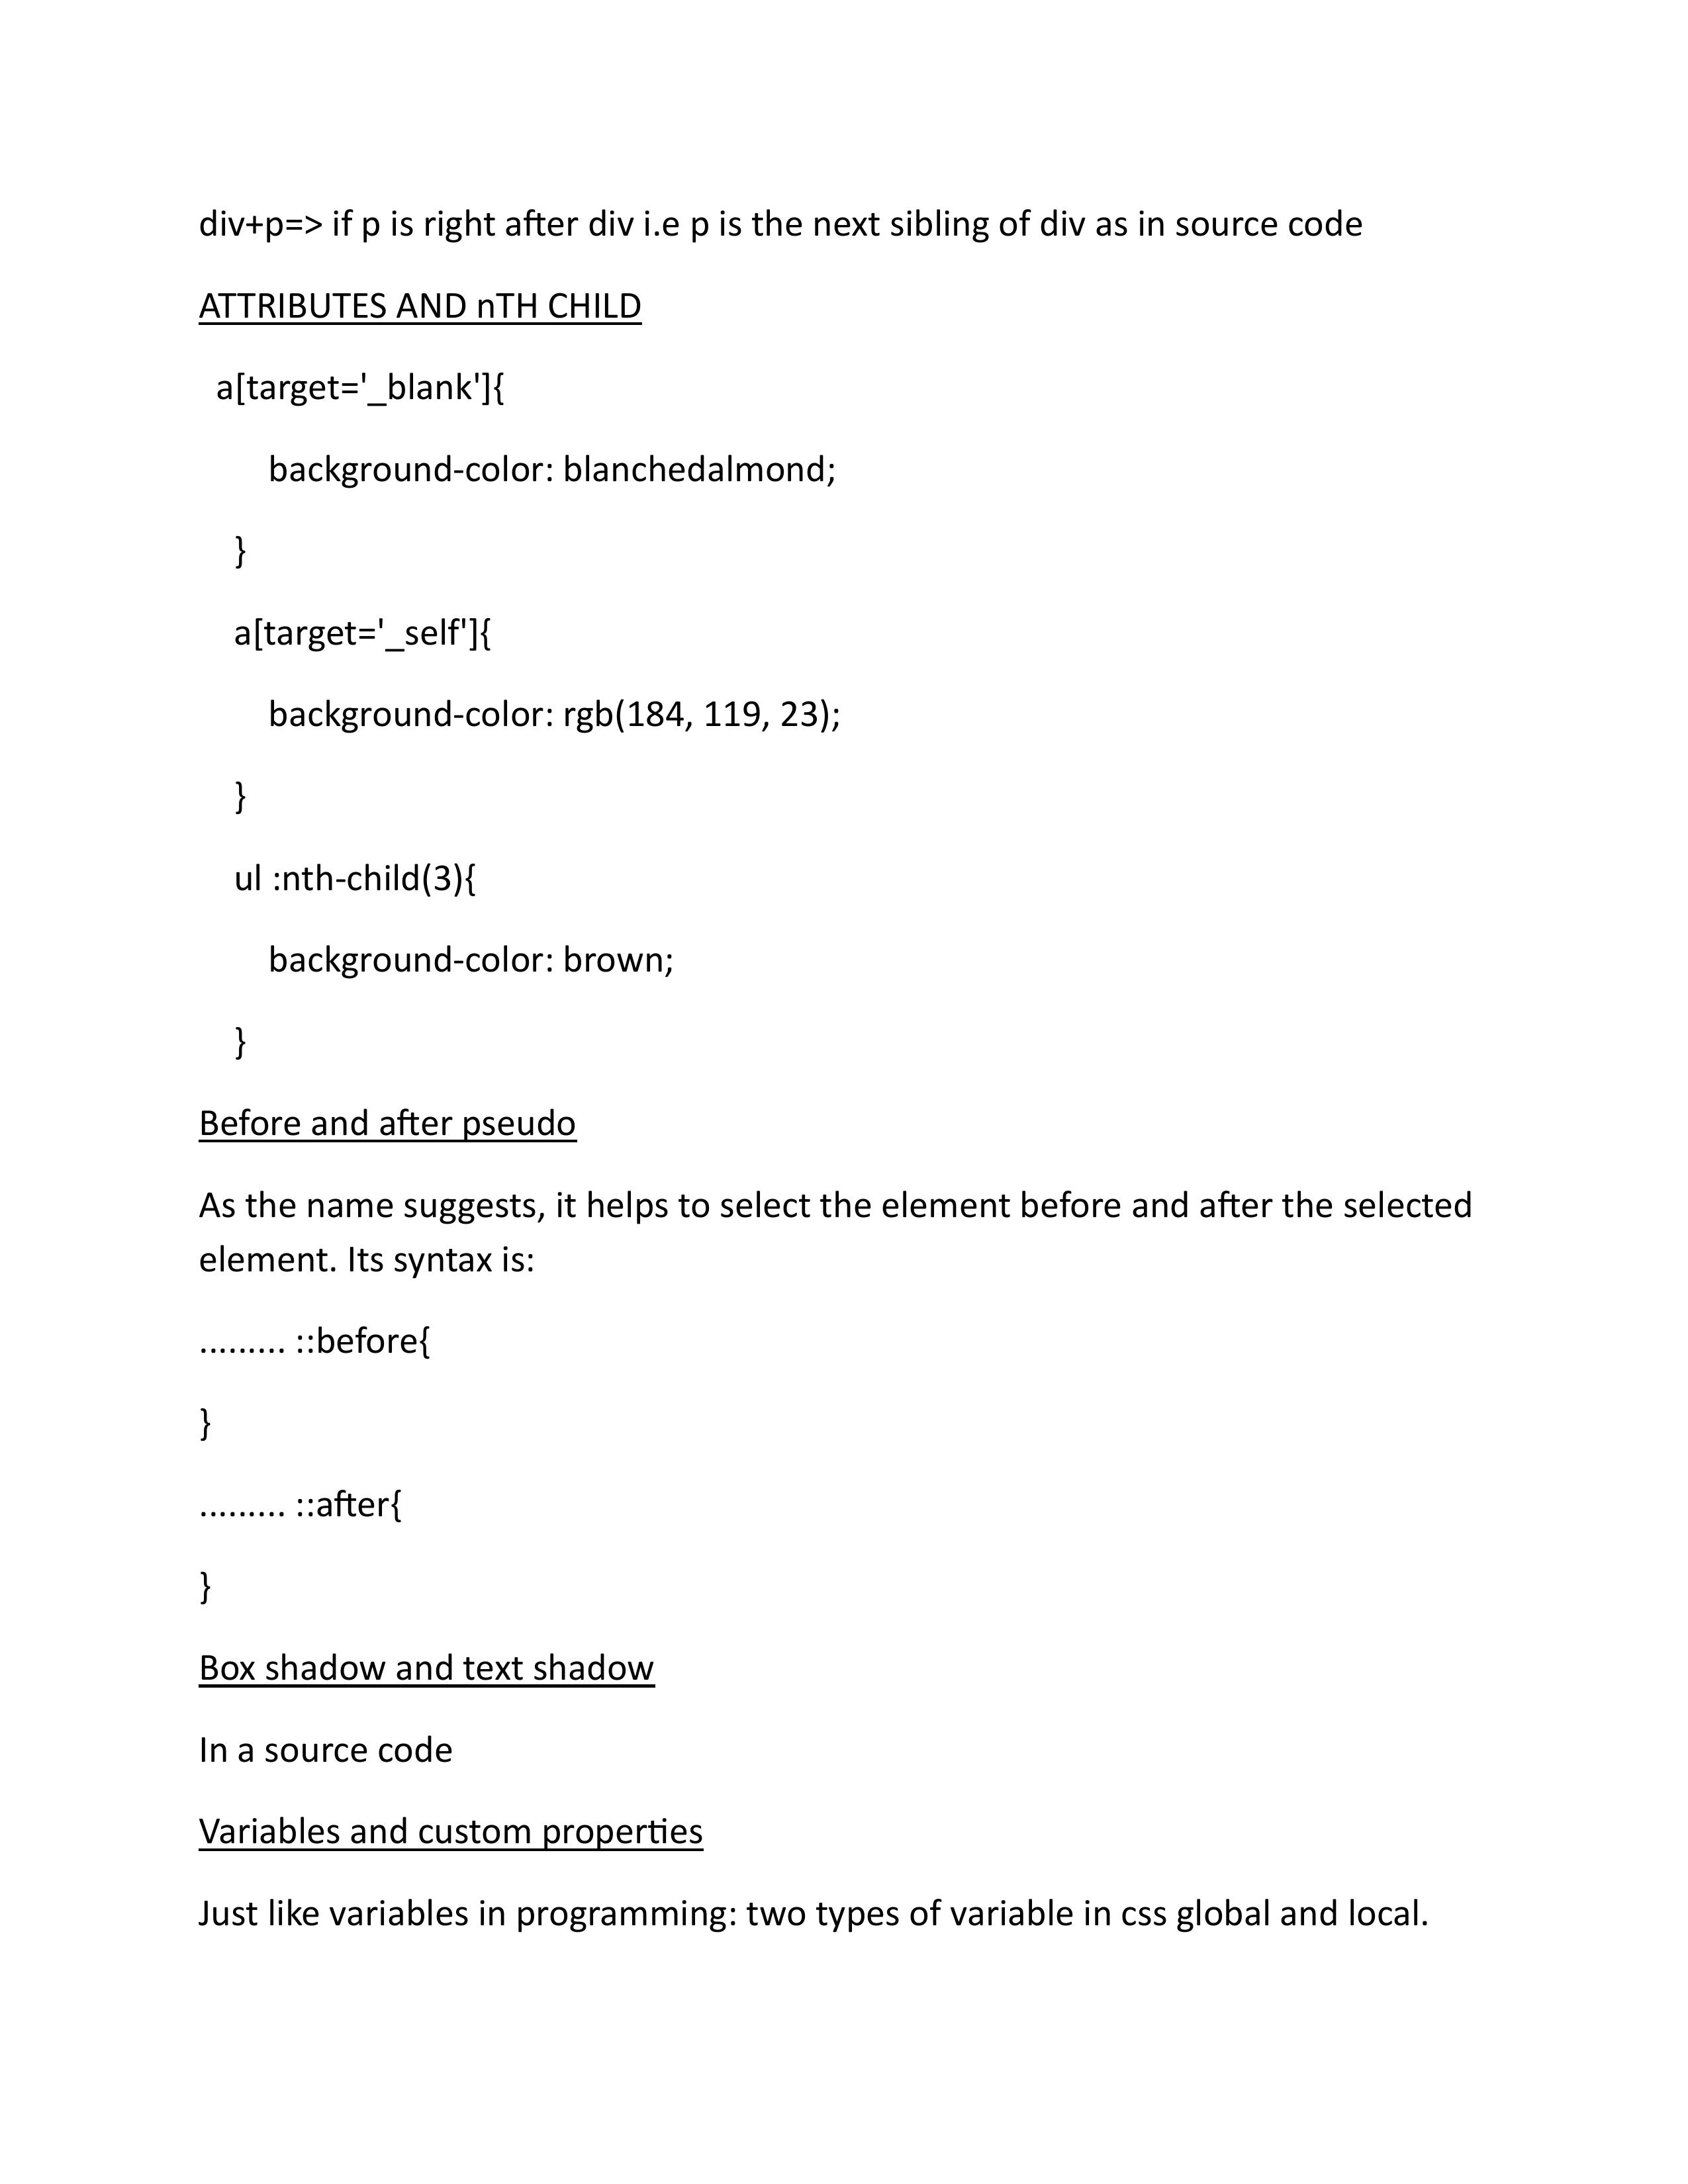 div+p=> if p is right after div i.e p is the next sibling of div as in source code
ATTRIBUTES AND nTH CHILD
a[target='_blank']{
background-color: blanchedalmond;
}
a[target='_self']{
background-color: rgb(184, 119, 23);
}
ul :nth-child(3){
background-color: brown;
}
Before and after pseudo
As the name suggests, it helps to select the element before and after the selected
element. Its syntax is:
......... ::before{
}
......... ::after{
}
Box shadow and text shadow
In a source code
Variables and custom properties
Just like variables in programming: two types of variable in css global and local.